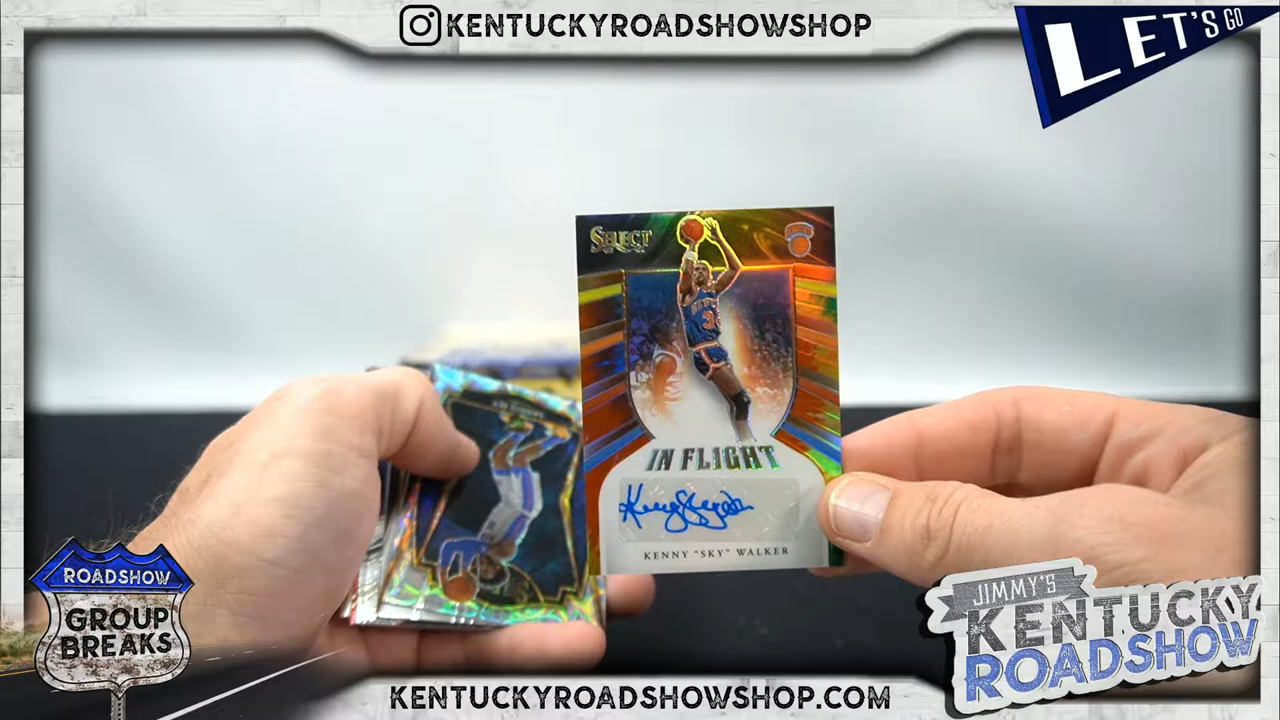 KENTUCKYROADSHOWSHOP
LET'S GO
SELECT
IN FLIGHT
KENNY "SKY" WALKER
ROADSHOW
GROUP
BREAKS
JIMMY'S
KENTUCKY
ROADSHOW
KENTUCKYROADSHOWSHOP.COM